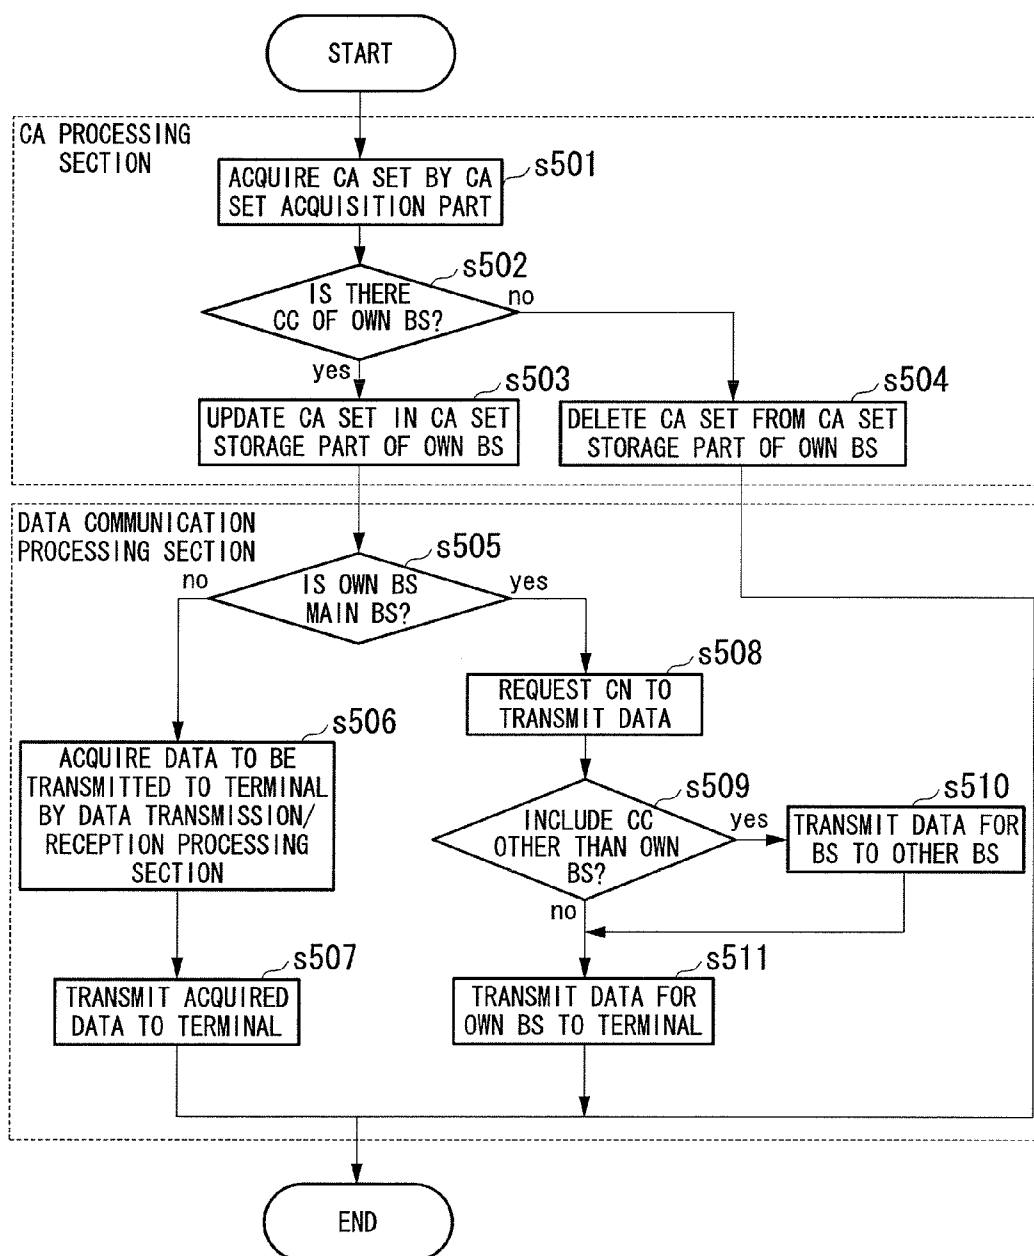 START
CA PROCESSING
SECTION
s501
ACQUIRE CA SET BY CA
SET ACQUISITION PART
s502
IS THERE
CC OF OWN BS?
no
yes
s503
UPDATE CA SET IN CA SET
STORAGE PART OF OWN BS
s504
DELETE CA SET FROM CA SET
STORAGE PART OF OWN BS
DATA COMMUNICATION
PROCESSING SECTION
s505
no
IS OWN BS
MAIN BS?
yes
s506
ACQUIRE DATA TO BE
TRANSMITTED TO TERMINAL
BY DATA TRANSMISSION/
RECEPTION PROCESSING
SECTION
s507
TRANSMIT ACQUIRED
DATA TO TERMINAL
s508
REQUEST CN TO
TRANSMIT DATA
s509
INCLUDE CC
OTHER THAN OWN
BS?
yes
no
s510
TRANSMIT DATA FOR
BS TO OTHER BS
s511
TRANSMIT DATA FOR
OWN BS TO TERMINAL
END